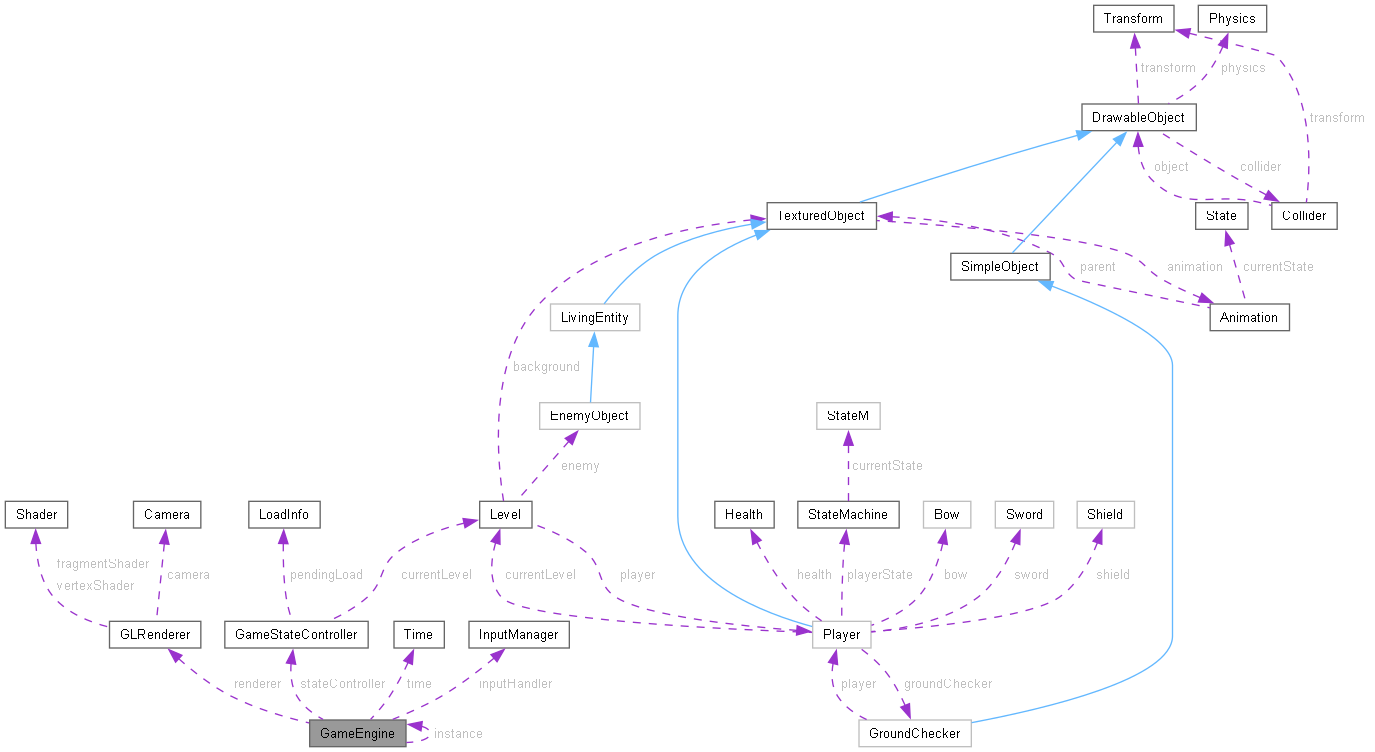 Transform
Physics
transform
physics
DrawableObject
transform
object
collider
TexturedObject
State
Collider
SimpleObject
parent
animation
currentState
LivingEntity
Animation
background
EnemyObject
StateM
enemy
currentState
Shader
Camera
LoadInfo
Level
Health
StateMachine
Bow
Sword
Shield
fragmentShader
vertexShader
camera
pendingLoad
currentLevel
currentLevel
player
health
playerState
bow
sword
shield
GLRenderer
GameStateController
Time
InputManager
Player
renderer
stateController
time
inputHandler
player
groundChecker
GameEngine
instance
GroundChecker